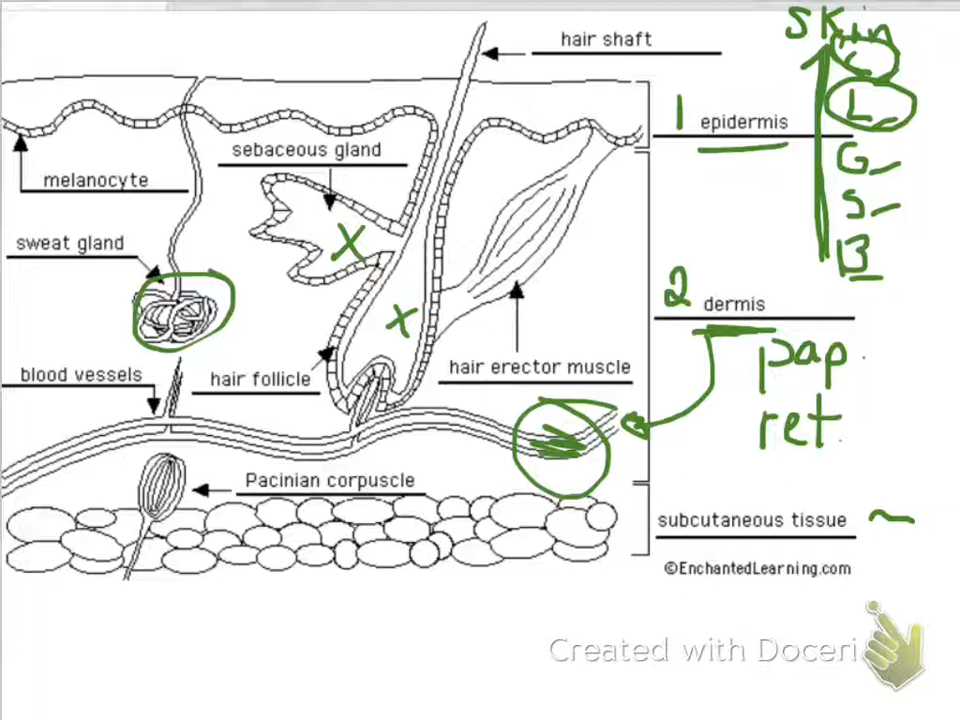 hair shaft
skin
C
L
1 epidermis
sebaceous gland
G
melanocyte
S
sweat gland
B
2 dermis
pap
blood vessels
hair follicle
hair erector muscle
ret.
Pacinian corpuscle
subcutaneous tissue
©EnchantedLearning.com
Created with Doceri